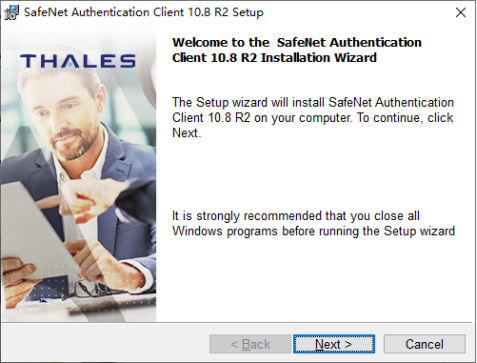 SafeNet Authentication Client 10.8 R2 Setup
THALES
Welcome to the SafeNet Authentication
Client 10.8 R2 Installation Wizard
The Setup wizard will install SafeNet Authentication
Client 10.8 R2 on your computer. To continue, click
Next.
It is strongly recommended that you close all
Windows programs before running the Setup wizard
< Back
Next >
Cancel